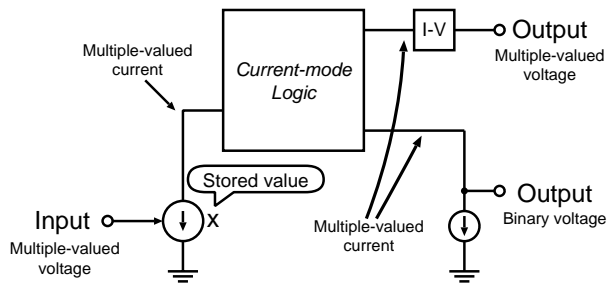 I-V
Output
Multiple-valued
voltage
Multiple-valued
current
Current-mode
Logic
Stored value
X
Input
Multiple-valued
voltage
Multiple-valued
current
Output
Binary voltage